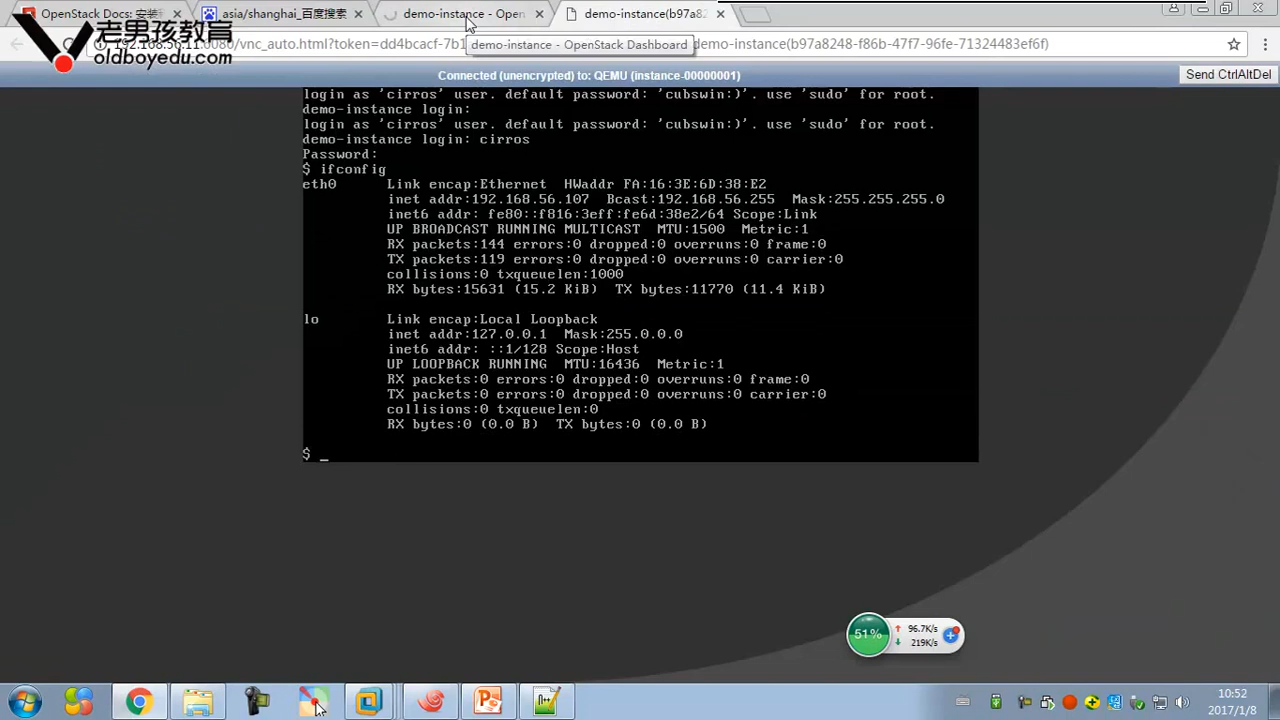 OpenStack Docs: 安装
asia/shanghai_百度搜索
demo-instance - Open
demo-instance(b97a82
老男孩教育
oldboyedu.com
:6080/vnc_auto.html?token=dd4bcacf-7b1
demo-instance(b97a8248-f86b-47f7-96fe-71324483ef6f)
demo-instance - OpenStack Dashboard
Connected (unencrypted) to: QEMU (instance-00000001)
Send CtrlAltDel
login as 'cirros' user. default password: 'cubswin:)'. use 'sudo' for root.
demo-instance login:
login as 'cirros' user. default password: 'cubswin:)'. use 'sudo' for root.
demo-instance login: cirros
Password:
$ ifconfig
eth0 Link encap:Ethernet HWaddr FA:16:3E:6D:38:E2
inet addr:192.168.56.107 Bcast:192.168.56.255 Mask:255.255.255.0
inet6 addr: fe80::f816:3eff:fe6d:38e2/64 Scope:Link
UP BROADCAST RUNNING MULTICAST MTU:1500 Metric:1
RX packets:144 errors:0 dropped:0 overruns:0 frame:0
TX packets:119 errors:0 dropped:0 overruns:0 carrier:0
collisions:0 txqueuelen:1000
RX bytes:15631 (15.2 KiB) TX bytes:11770 (11.4 KiB)
lo Link encap:Local Loopback
inet addr:127.0.0.1 Mask:255.0.0.0
inet6 addr: ::1/128 Scope:Host
UP LOOPBACK RUNNING MTU:16436 Metric:1
RX packets:0 errors:0 dropped:0 overruns:0 frame:0
TX packets:0 errors:0 dropped:0 overruns:0 carrier:0
collisions:0 txqueuelen:0
RX bytes:0 (0.0 B) TX bytes:0 (0.0 B)
$ _
51%
96.7K/s
219K/s
10:52
2017/1/8